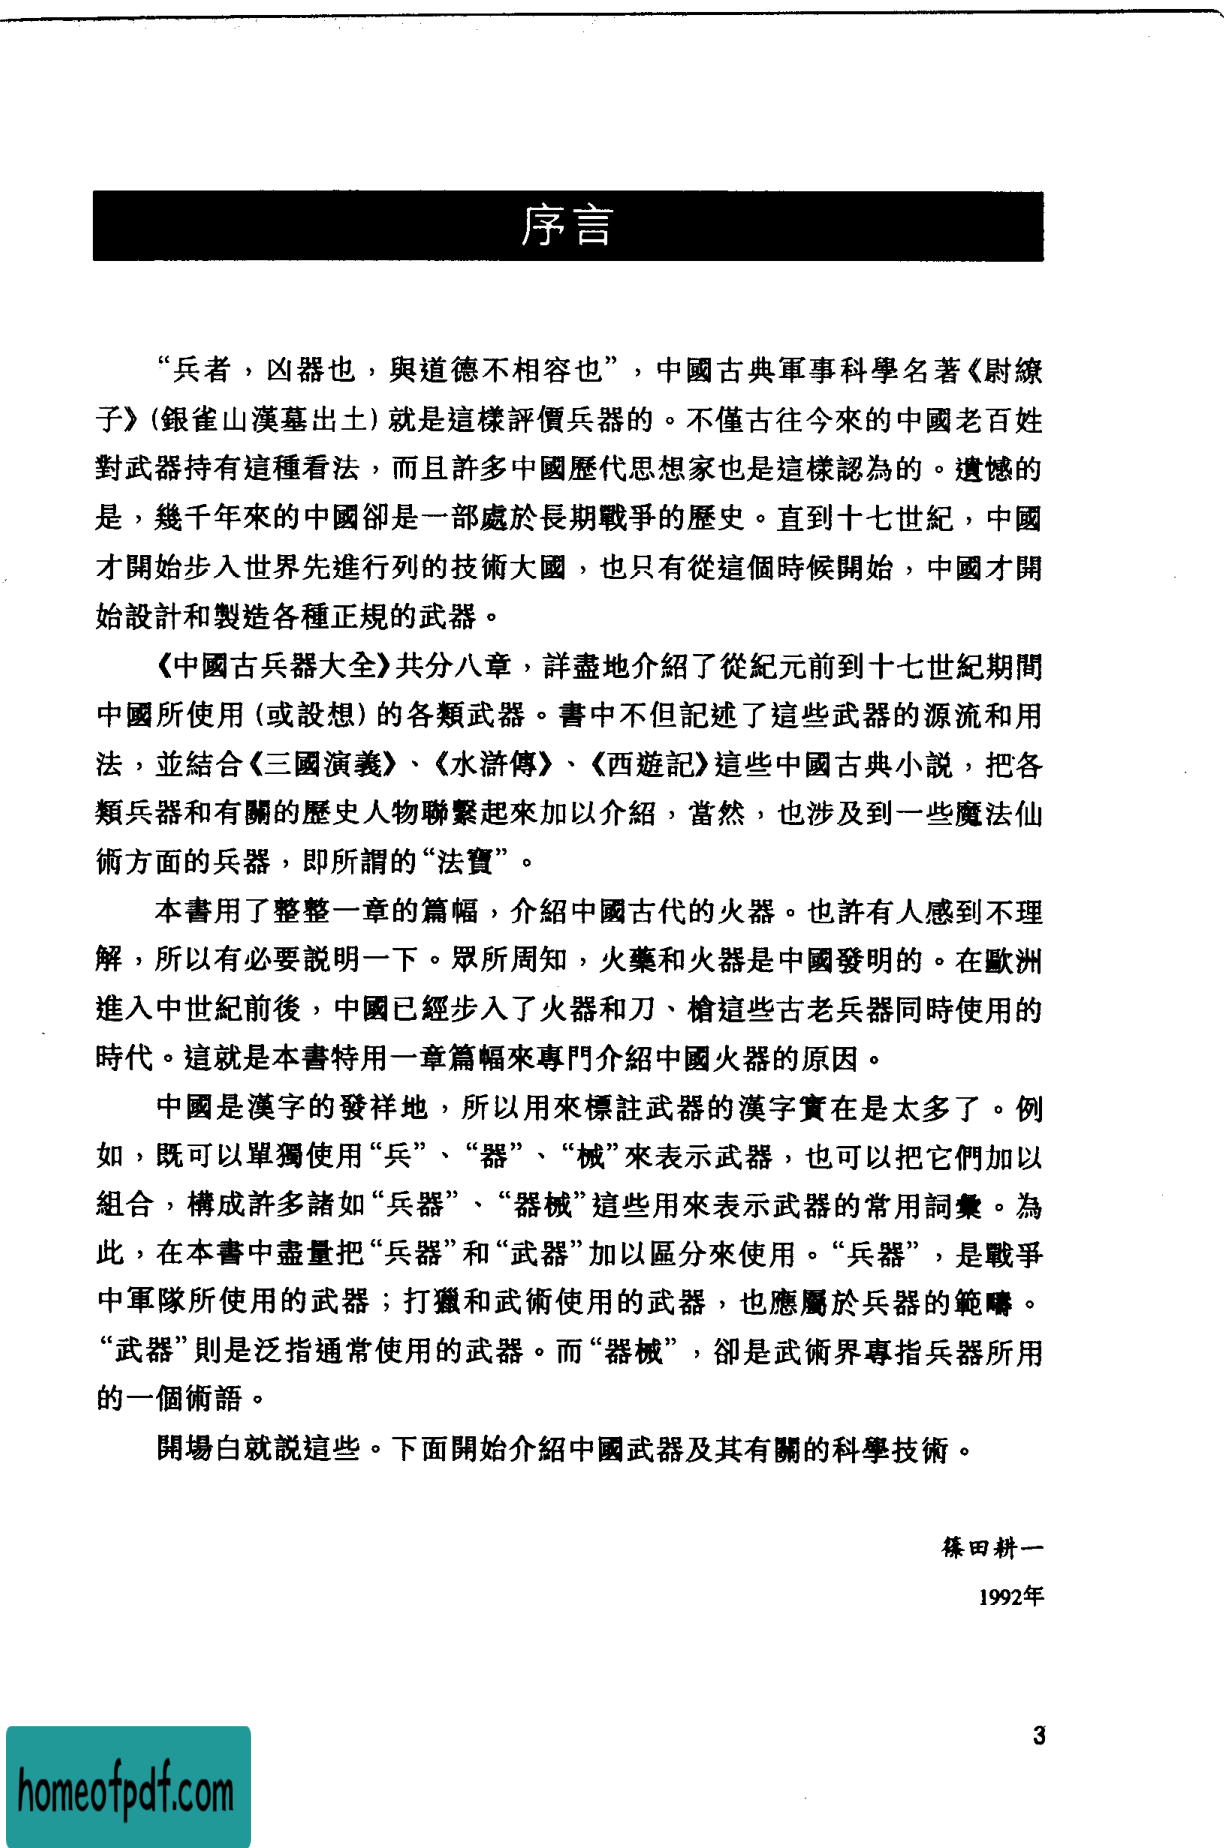 序言
“兵者，凶器也，與道德不相容也”，中國古典軍事科學名著《尉繚
子》(銀雀山漢墓出土)就是這樣評價兵器的。不僅古往今來的中國老百姓
對武器持有這種看法，而且許多中國歷代思想家也是這樣認為的。遺憾的
是，幾千年來的中國卻是一部處於長期戰爭的歷史。直到十七世紀，中國
才開始步入世界先進行列的技術大國，也只有從這個時候開始，中國才開
始設計和製造各種正規的武器。
《中國古兵器大全》共分八章，詳盡地介紹了從紀元前到十七世紀期間
中國所使用(或設想)的各類武器。書中不但記述了這些武器的源流和用
法，並結合《三國演義》、《水滸傳》、《西遊記》這些中國古典小説，把各
類兵器和有關的歷史人物聯繫起來加以介紹，當然，也涉及到一些魔法仙
術方面的兵器，即所謂的“法寶”。
本書用了整整一章的篇幅，介紹中國古代的火器。也許有人感到不理
解，所以有必要説明一下。眾所周知，火藥和火器是中國發明的。在歐洲
進入中世紀前後，中國已經步入了火器和刀、槍這些古老兵器同時使用的
時代。這就是本書特用一章篇幅來專門介紹中國火器的原因。
中國是漢字的發祥地，所以用來標註武器的漢字實在是太多了。例
如，既可以單獨使用“兵”、“器”、“械”來表示武器，也可以把它們加以
組合，構成許多諸如“兵器”、“器械”這些用來表示武器的常用詞彙。為
此，在本書中盡量把“兵器”和“武器”加以區分來使用。“兵器”，是戰爭
中軍隊所使用的武器；打獵和武術使用的武器，也應屬於兵器的範疇。
“武器”則是泛指通常使用的武器。而“器械”，卻是武術界專指兵器所用
的一個術語。
開場白就説這些。下面開始介紹中國武器及其有關的科學技術。
篠田耕一
1992年
3
homeofpdf.com